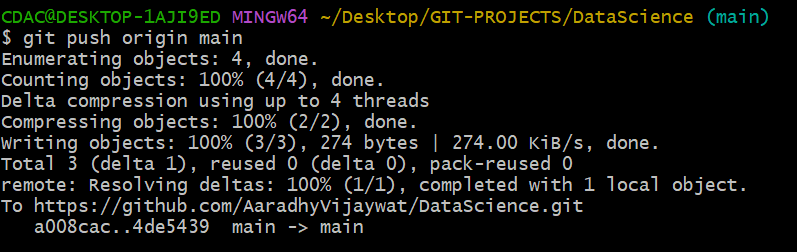 CDAC@DESKTOP-1AJI9ED MINGW64 ~/Desktop/GIT-PROJECTS/DataScience (main)
$ git push origin main
Enumerating objects: 4, done.
Counting objects: 100% (4/4), done.
Delta compression using up to 4 threads
Compressing objects: 100% (2/2), done.
Writing objects: 100% (3/3), 274 bytes | 274.00 KiB/s, done.
Total 3 (delta 1), reused 0 (delta 0), pack-reused 0
remote: Resolving deltas: 100% (1/1), completed with 1 local object.
To https://github.com/AaradhyVijaywat/DataScience.git
   a008cac..4de5439  main -> main